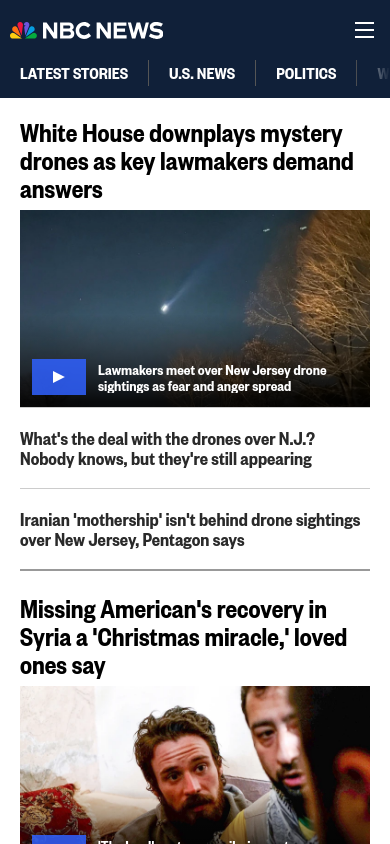 NBC NEWS
LATEST STORIES
U.S. NEWS
POLITICS
White House downplays mystery
drones as key lawmakers demand
answers
Lawmakers meet over New Jersey drone
sightings as fear and anger spread
What's the deal with the drones over N.J.?
Nobody knows, but they're still appearing
Iranian 'mothership' isn't behind drone sightings
over New Jersey, Pentagon says
Missing American's recovery in
Syria a 'Christmas miracle,' loved
ones say